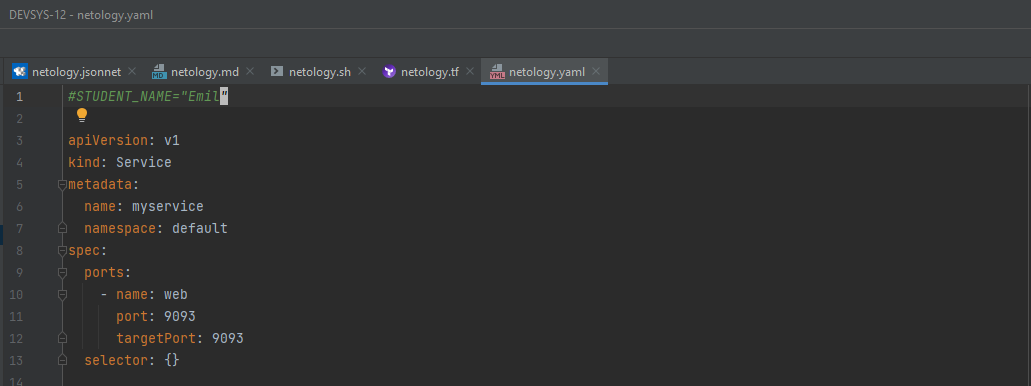 DEVSYS-12 - netology.yaml
netology.jsonnet netology.md netology.sh netology.tf netology.yaml
1 #STUDENT_NAME="Emil"
2
3 apiVersion: v1
4 kind: Service
5 metadata:
6   name: myservice
7   namespace: default
8 spec:
9   ports:
10     - name: web
11       port: 9093
12       targetPort: 9093
13   selector: {}
14